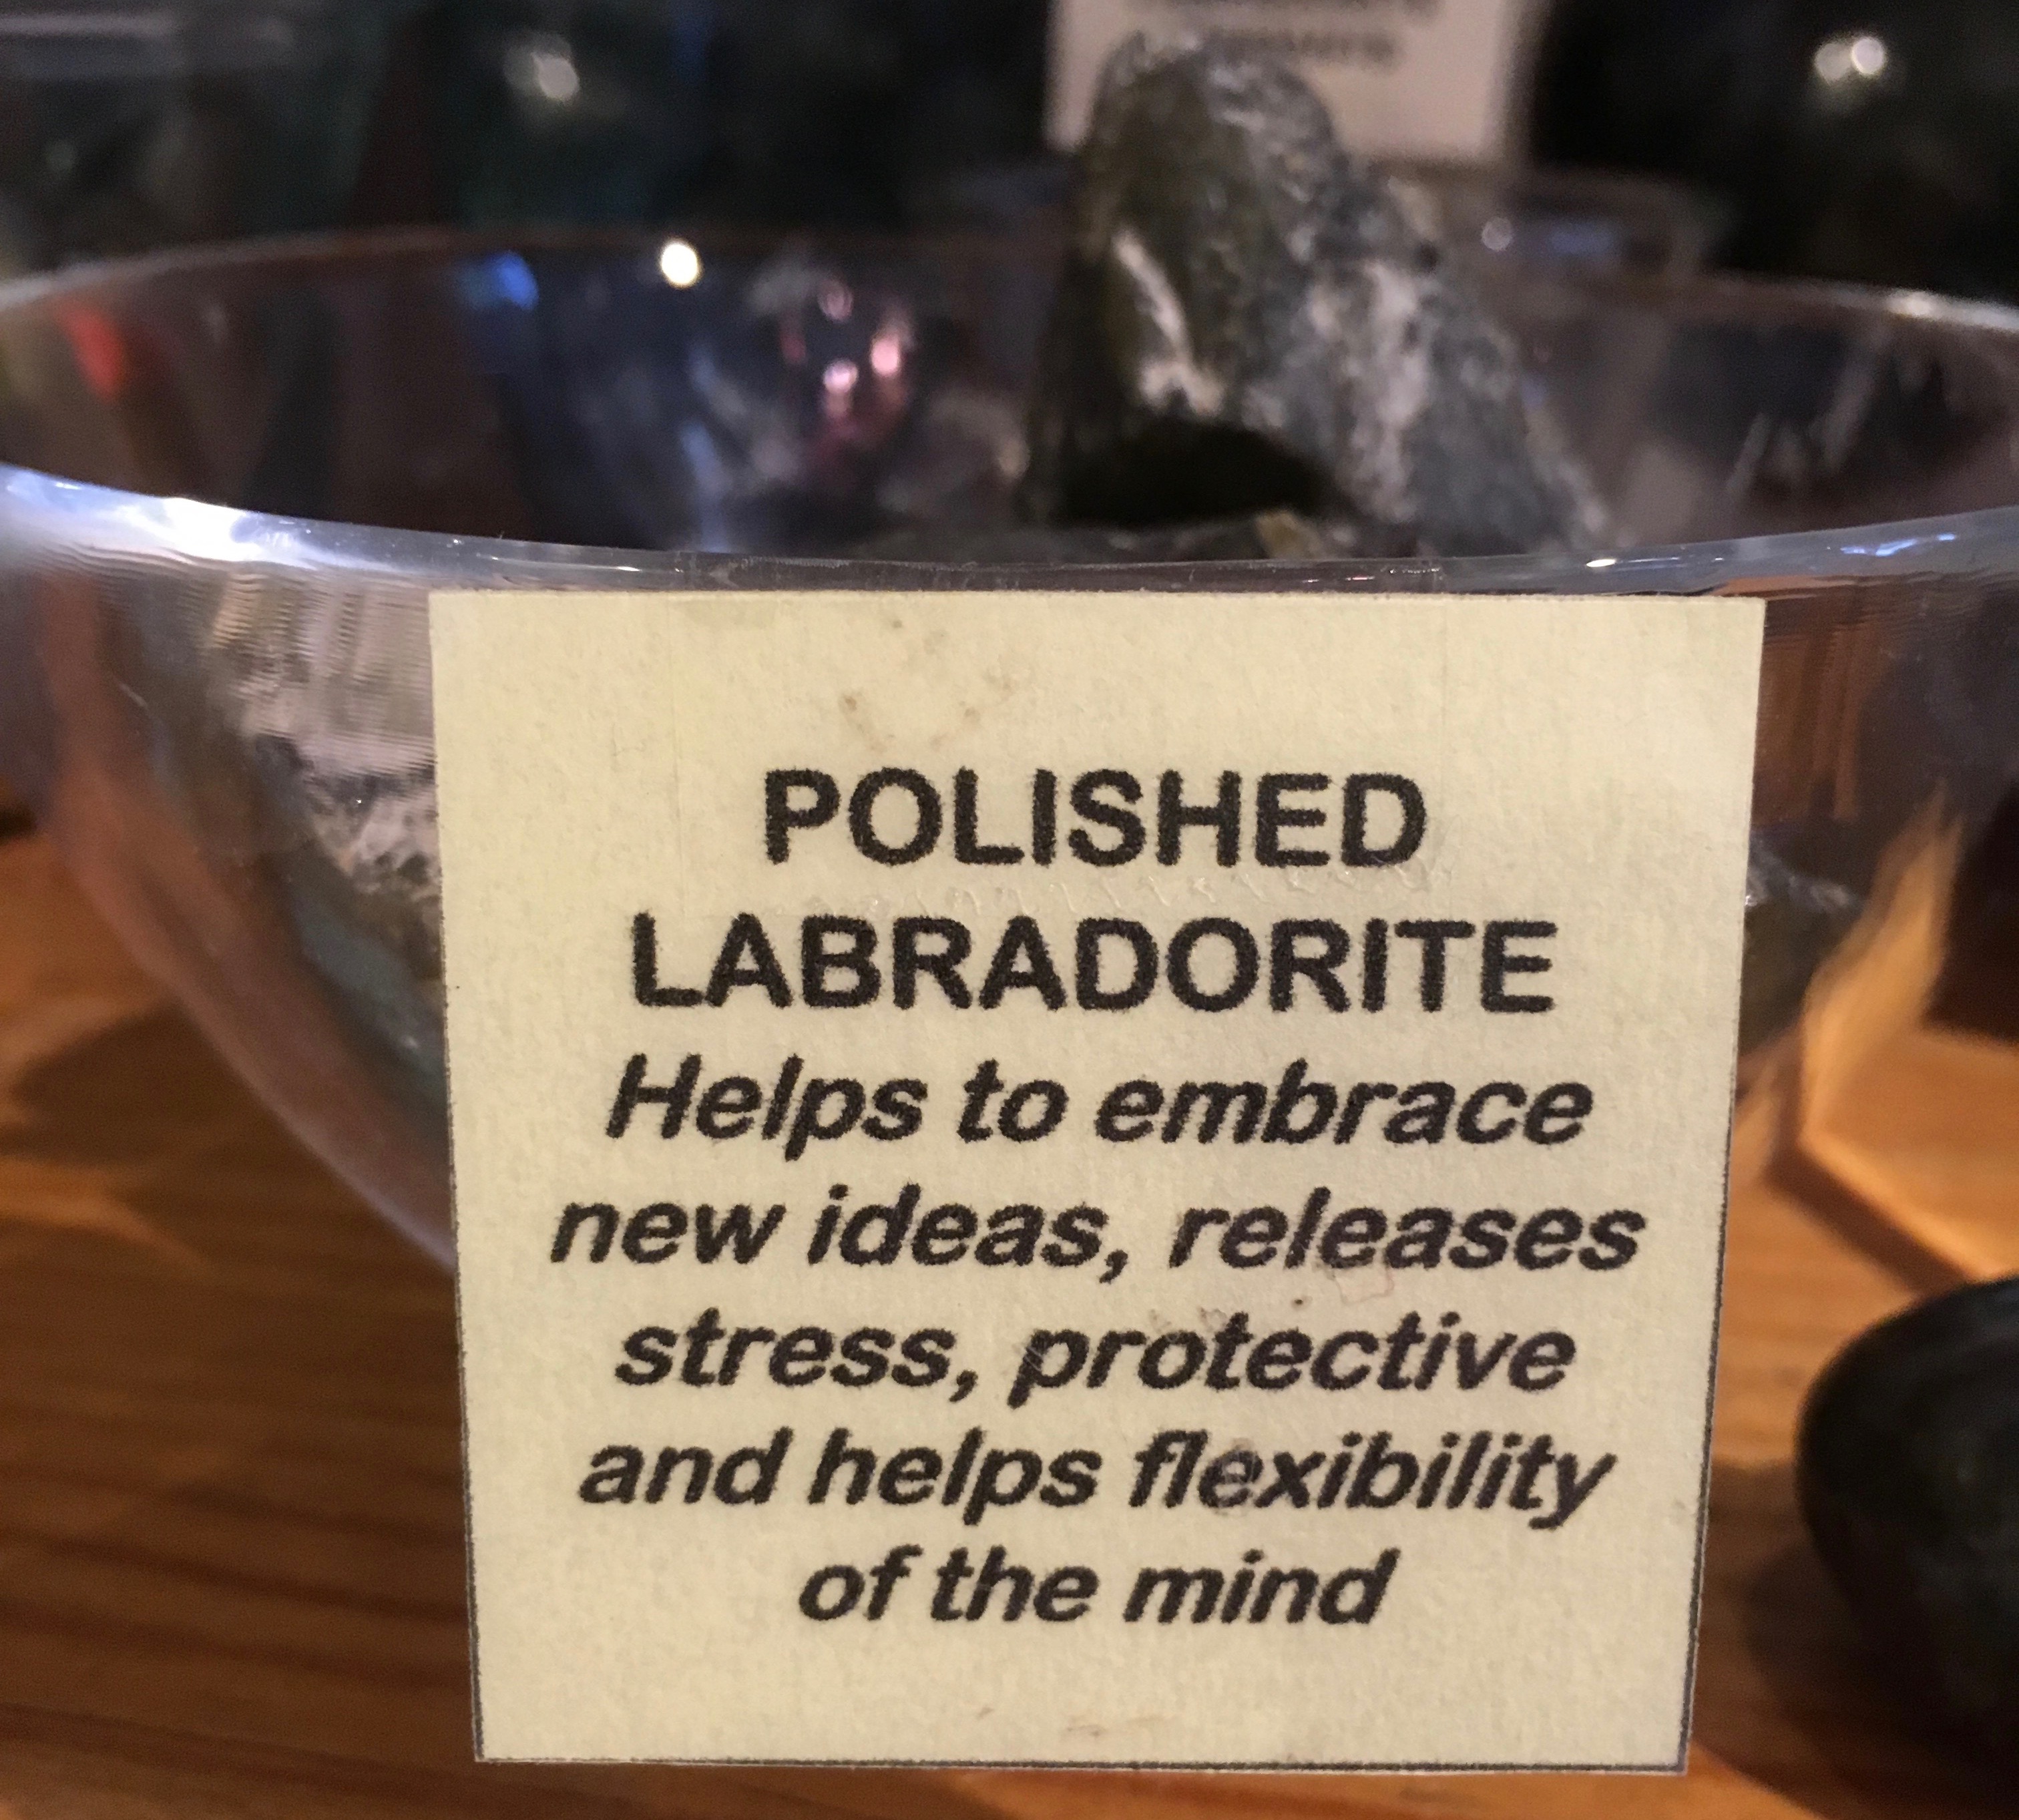 POLISHED
LABRADORITE
Helps to embrace
new ideas, releases
stress, protective
and helps flexibility
of the mind